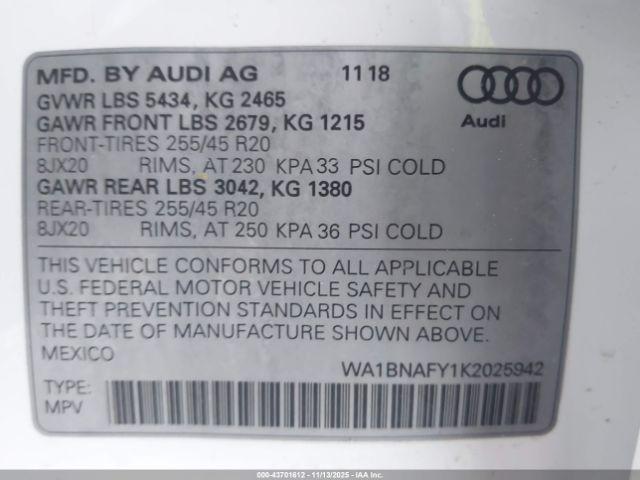 MFD. BY AUDI AG 11 18
GVWR LBS 5434, KG 2465
GAWR FRONT LBS 2679, KG 1215
FRONT-TIRES 255/45 R20
8JX20 RIMS, AT 230 KPA 33 PSI COLD
GAWR REAR LBS 3042, KG 1380
REAR-TIRES 255/45 R20
8JX20 RIMS, AT 250 KPA 36 PSI COLD
Audi
THIS VEHICLE CONFORMS TO ALL APPLICABLE
U.S. FEDERAL MOTOR VEHICLE SAFETY AND
THEFT PREVENTION STANDARDS IN EFFECT ON
THE DATE OF MANUFACTURE SHOWN ABOVE.
MEXICO
WA1BNAFY1K2025942
TYPE:
MPV
000-43701612 - 11/13/2025 - IAAI.COM